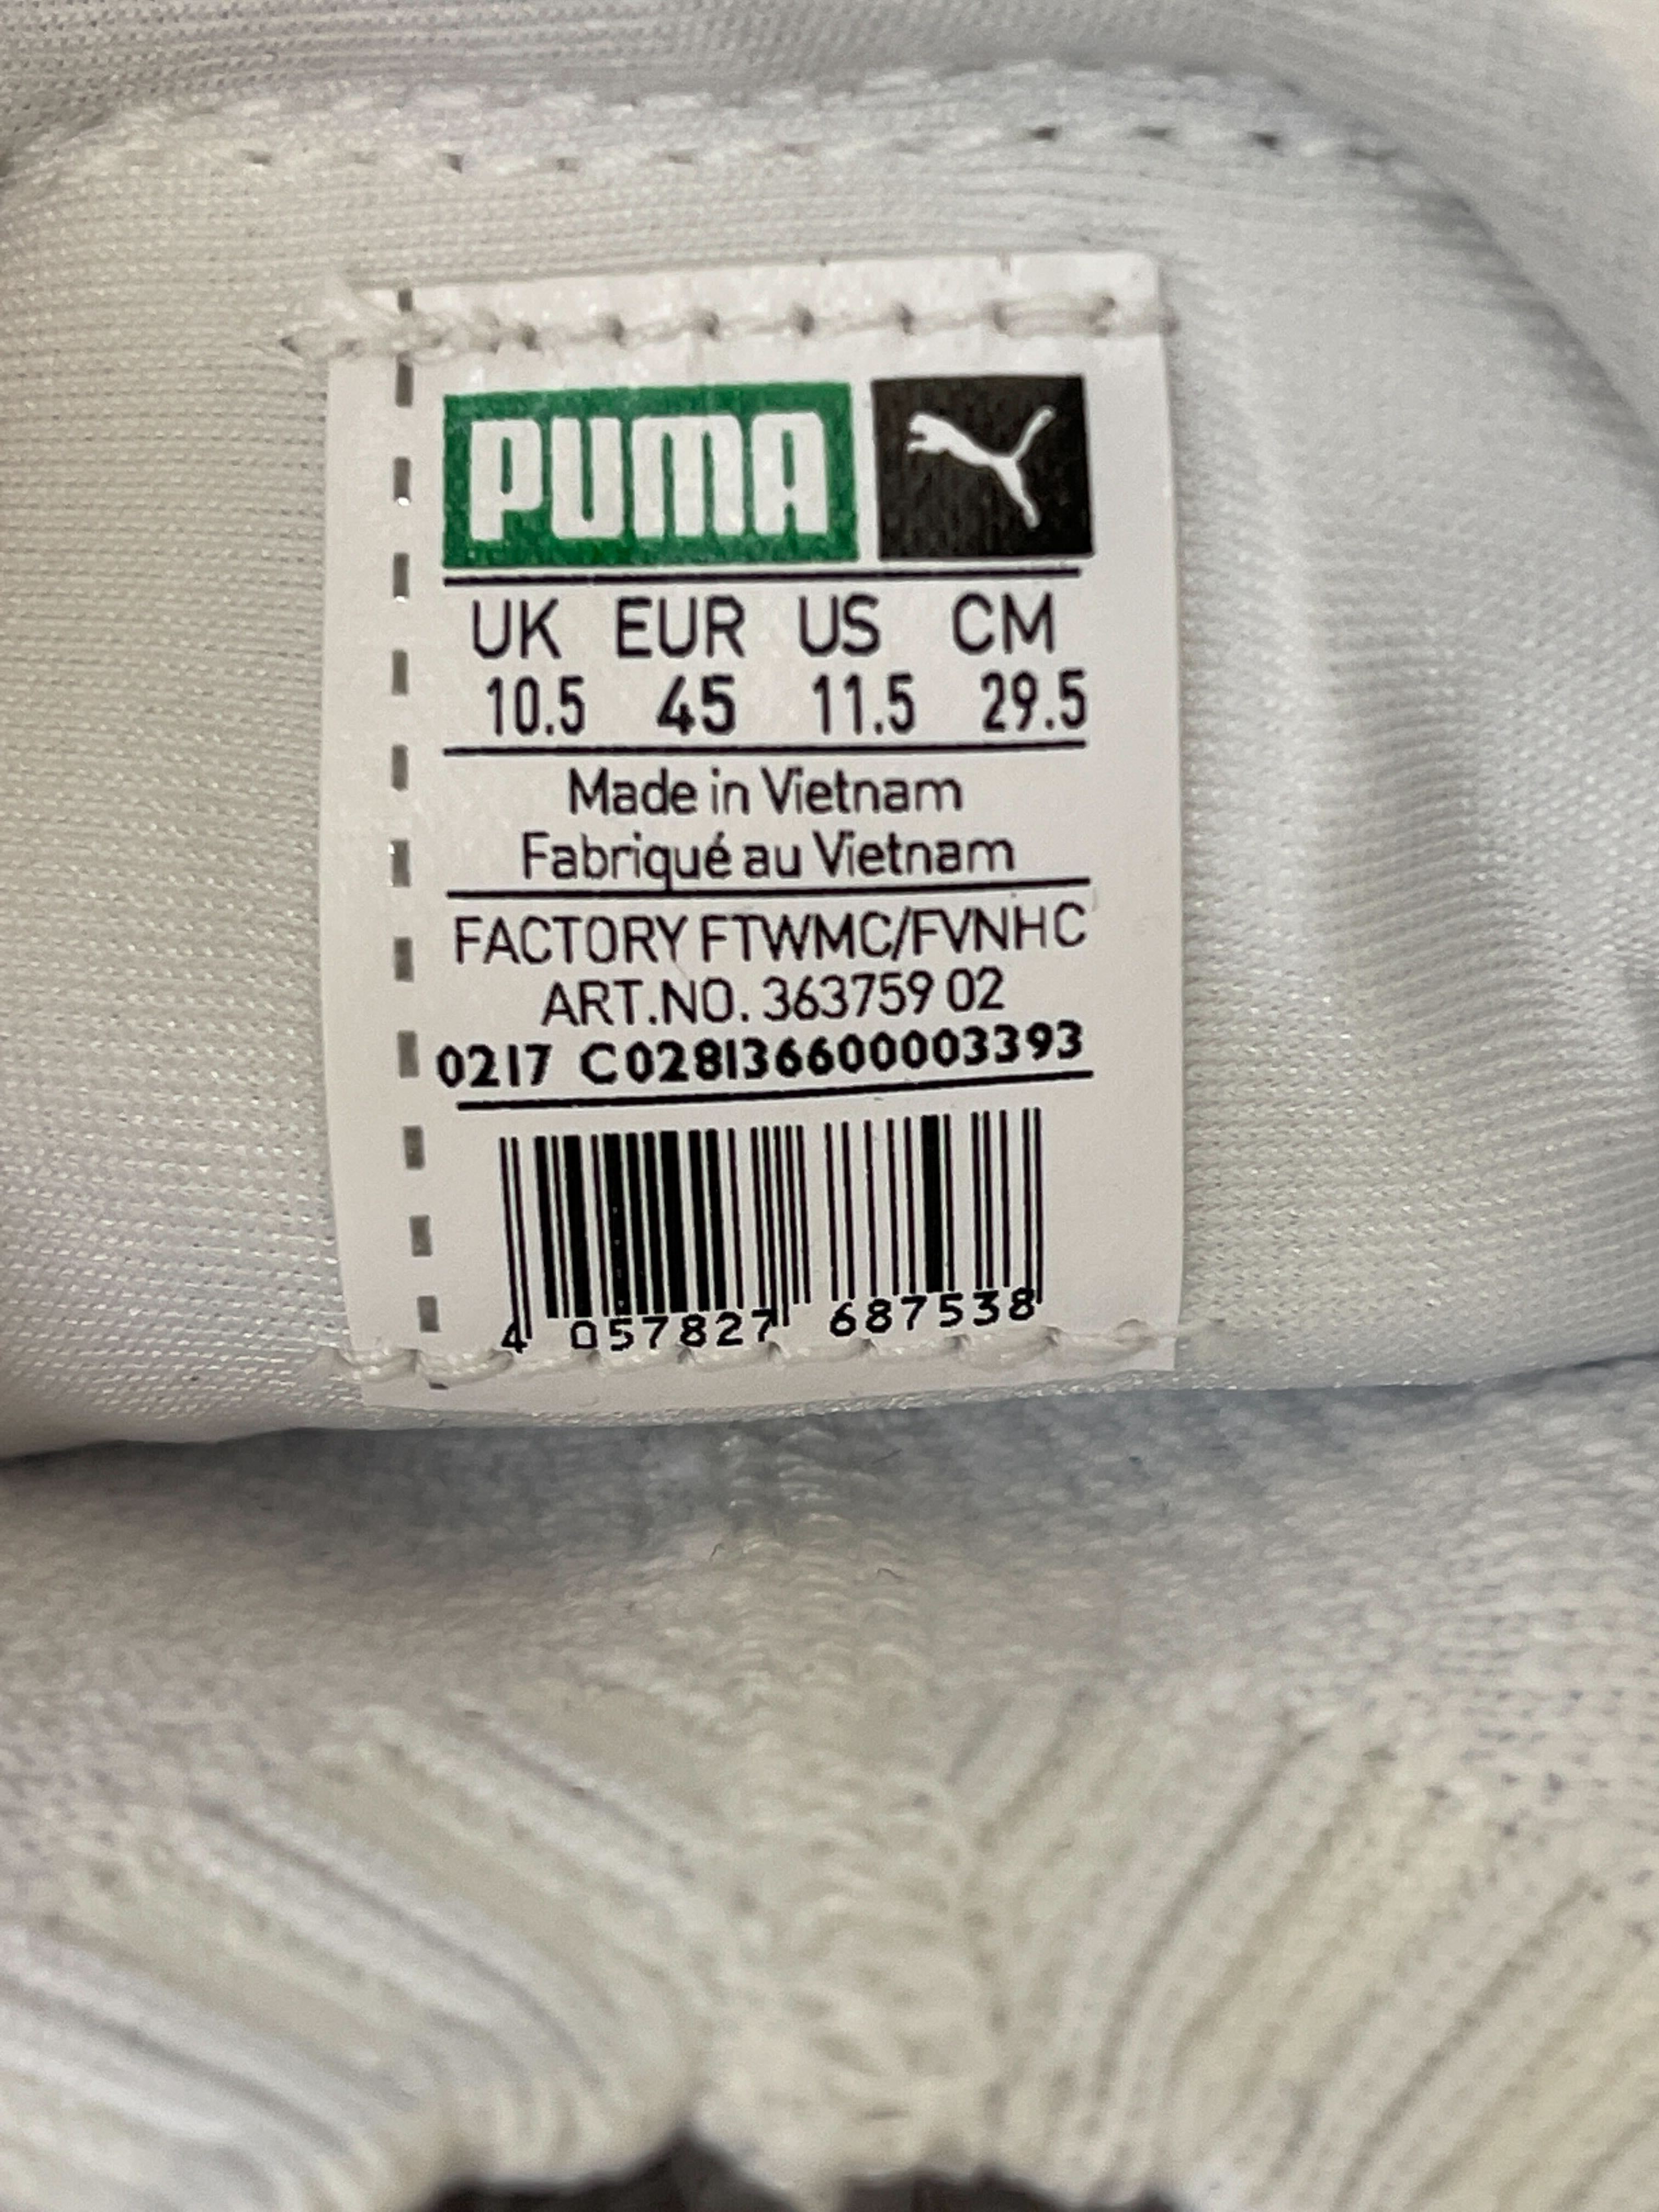 PUMA
UK EUR US CM
10.5 45 11.5 29.5
Made in Vietnam
Fabriqué au Vietnam
FACTORY FTWMC/FVNHC
ART.NO. 363759 02
0217 C028136600003393
4 057827 687538